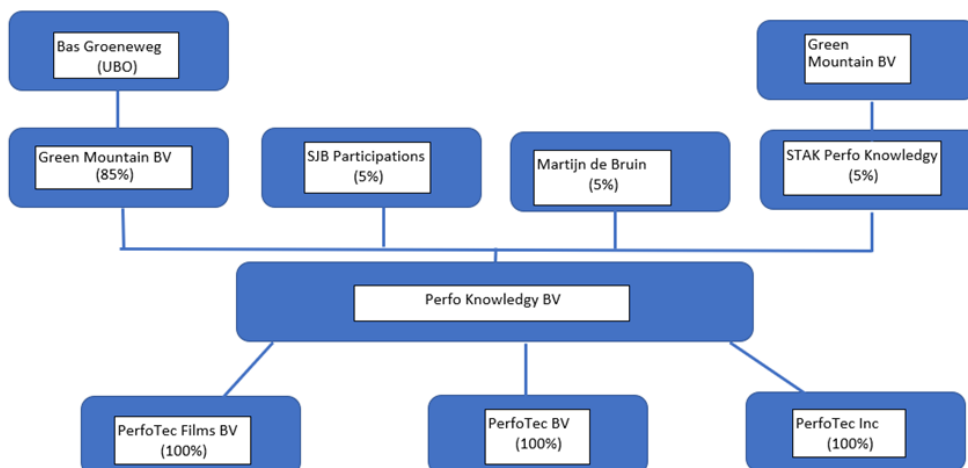 Bas Groeneweg
(UBO)
Green
Mountain BV
Green Mountain BV
(85%)
SJB Participations
(5%)
Martijn de Bruin
(5%)
STAK Perfo Knowledgy
(5%)
Perfo Knowledgy BV
PerfoTec Films BV
(100%)
PerfoTec BV
(100%)
PerfoTec Inc
(100%)